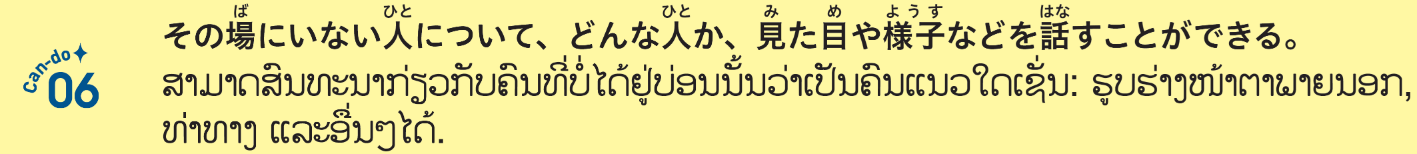 その場にいない人について、どんな人か、見た目や様子などを話すことができる。
can-do 06
ສາມາດສົນທະນາກ່ຽວກັບຄົນທີ່ບໍ່ໄດ້ຢູ່ບ່ອນນັ້ນວ່າເປັນຄົນແນວໃດເຊັ່ນ: ຮູບຮ່າງໜ້າຕາພາຍນອກ,
ທ່າທາງ ແລະອື່ນໆໄດ້.